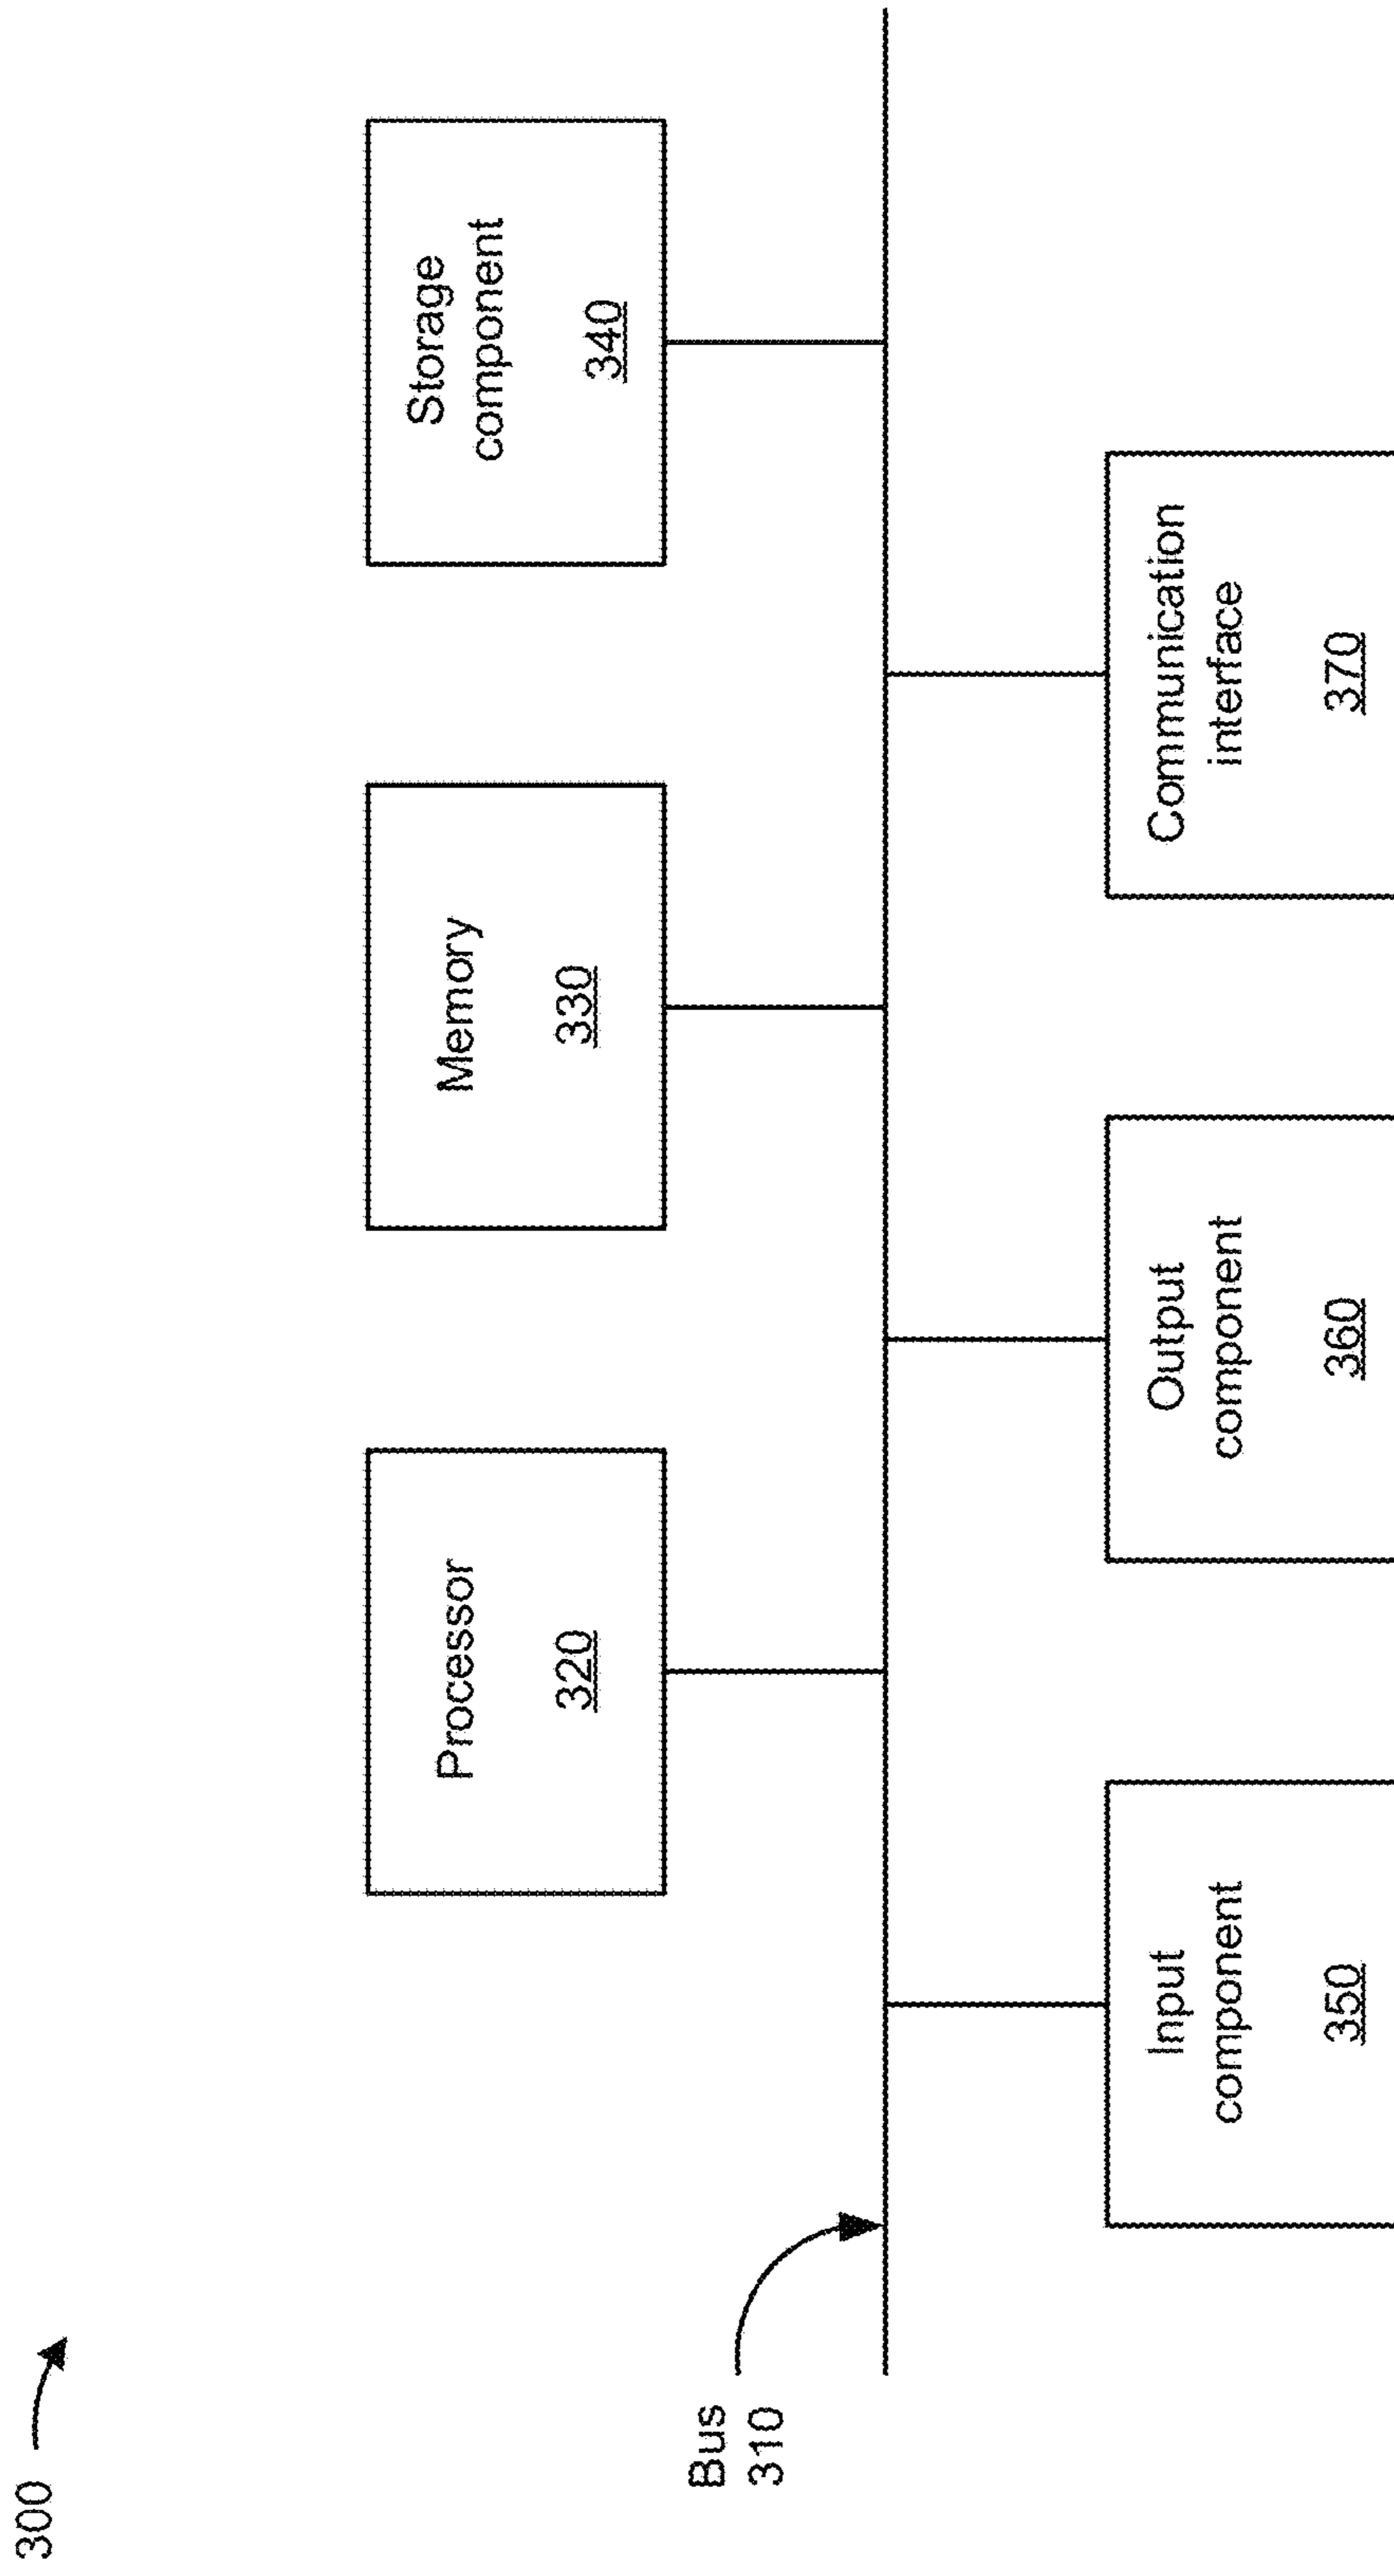 300
Processor
320
Memory
330
Storage
component
340
Bus
310
Input
component
350
Output
component
360
Communication
interface
370